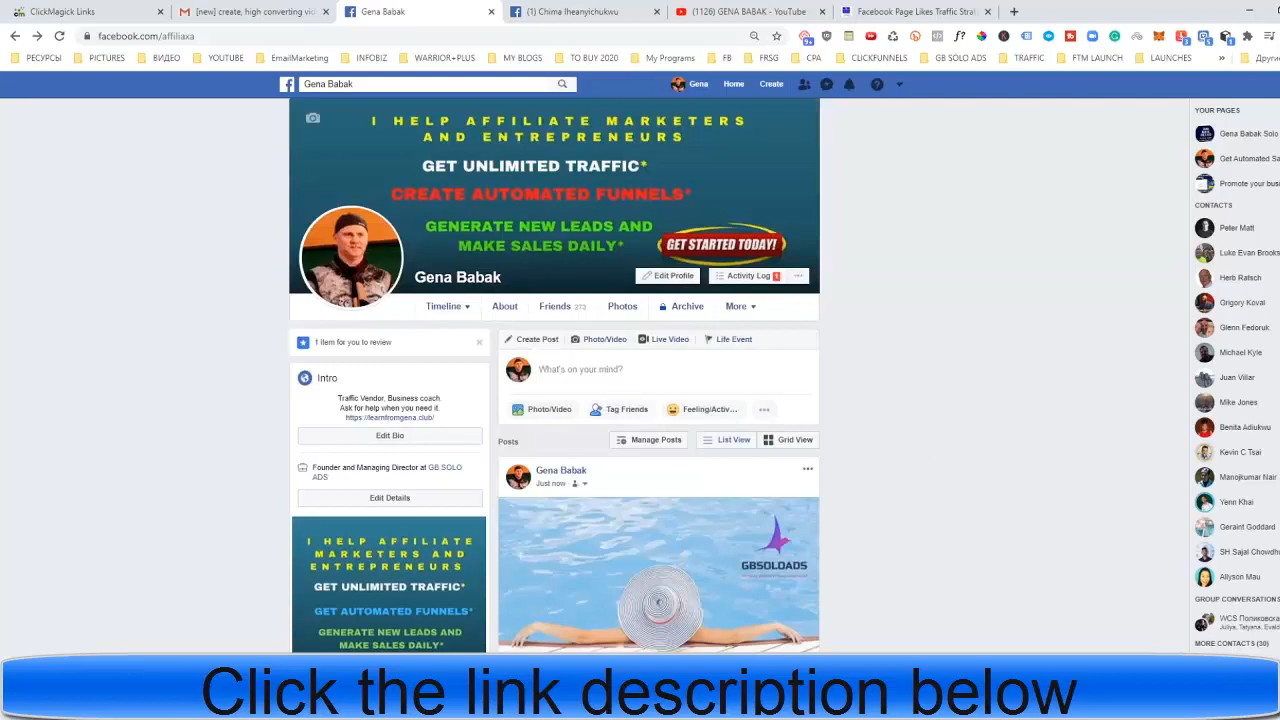 ClickMagick Links
[new] create, high converting vid
Gena Babak
(1) Chima Iheanyichukwu
(1126) GENA BABAK - YouTube
Facebook Page Likes Traffic Strat
facebook.com/affiliaxa
РЕСУРСЫ PICTURES ВИДЕО YOUTUBE EmailMarketing INFOBIZ WARRIOR+PLUS MY BLOGS TO BUY 2020 My Programs FB FRSG CPA CLICKFUNNELS GB SOLO ADS TRAFFIC FTM LAUNCH LAUNCHES » Други
Gena Babak
Gena Home Create
I HELP AFFILIATE MARKETERS
AND ENTREPRENEURS
GET UNLIMITED TRAFFIC*
CREATE AUTOMATED FUNNELS*
GENERATE NEW LEADS AND
MAKE SALES DAILY*
GET STARTED TODAY!
Gena Babak
Edit Profile
Activity Log 1
Timeline About Friends 273 Photos Archive More
1 item for you to review
Intro
Traffic Vendor, Business coach.
Ask for help when you need it.
https://learnfromgena.club/
Edit Bio
Founder and Managing Director at GB SOLO
ADS
Edit Details
I HELP AFFILIATE
MARKETERS AND
ENTREPRENEURS
GET UNLIMITED TRAFFIC*
GET AUTOMATED FUNNELS*
GENERATE NEW LEADS AND
MAKE SALES DAILY*
Create Post Photo/Video Live Video Life Event
What's on your mind?
Photo/Video Tag Friends Feeling/Activ...
Posts
Manage Posts List View Grid View
Gena Babak
Just now
GBSOLOADS
YOUR PAGES
Gena Babak Solo
Get Automated Sa
Promote your busi
CONTACTS
Peter Matt
Luke Evan Brooks
Herb Ratsch
Grigory Koval
Glenn Fedoruk
Michael Kyle
Juan Villar
Mike Jones
Benita Adiukwu
Kevin C Tsai
Manojkumar Nair
Yenn Khai
Geraint Goddard
SH Sajal Chowdhu
Allyson Mau
GROUP CONVERSATIONS
WCS Поликовска
Juliya, Tatyana, Evald
MORE CONTACTS (30)
Click the link description below